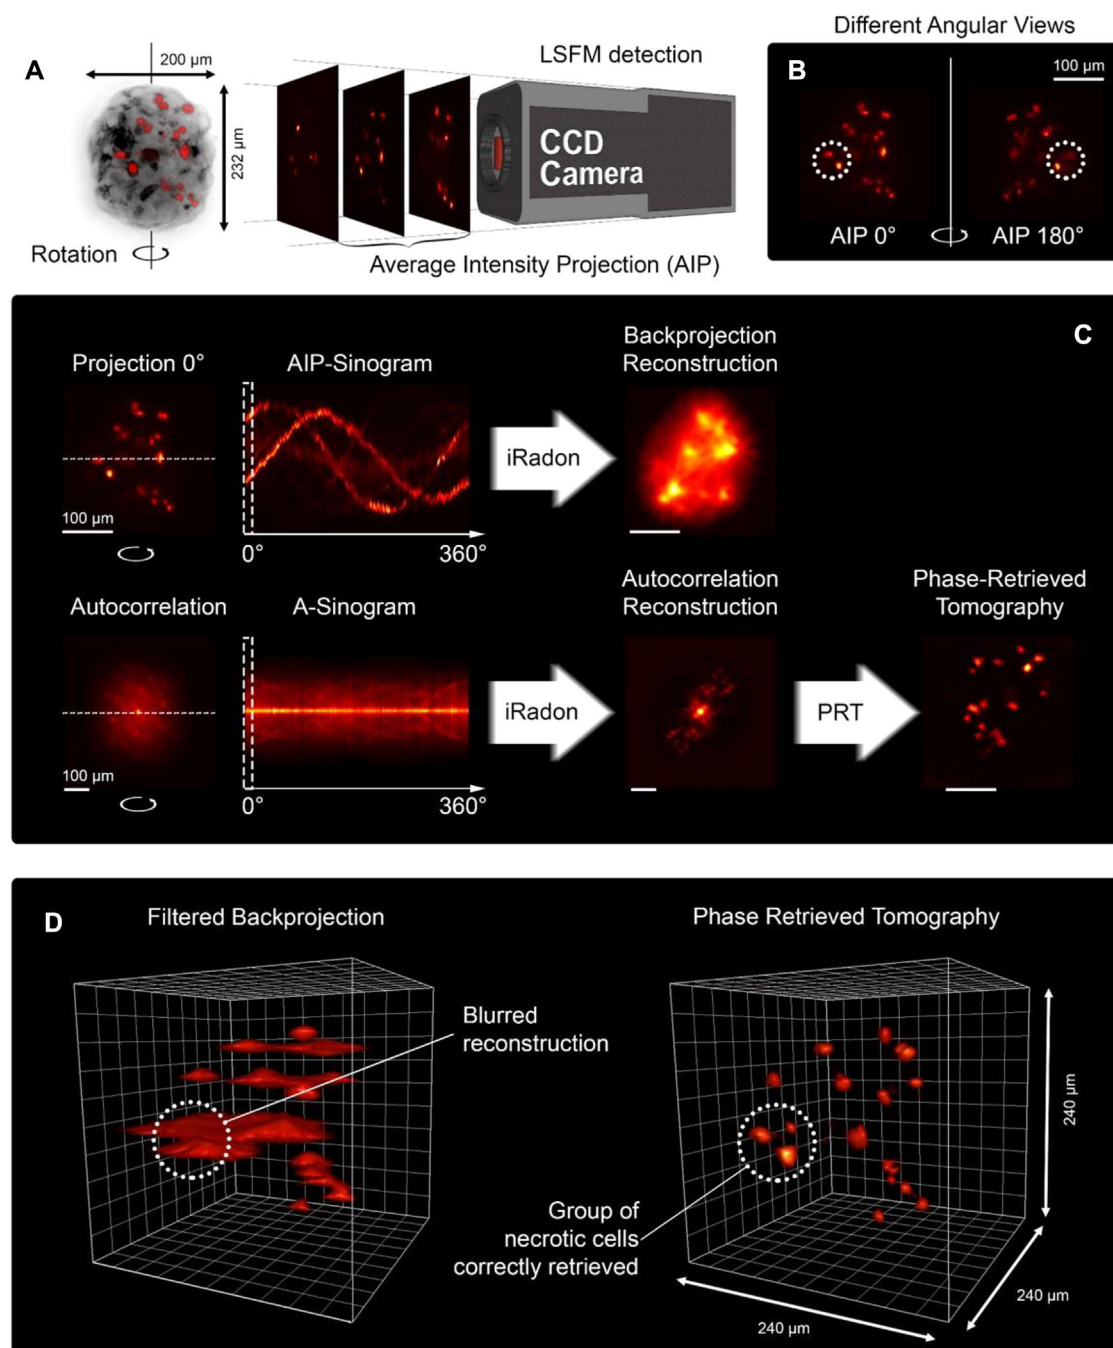 Different Angular Views
A
200 µm
LSFM detection
B
100 µm
232 µm
CCD
Camera
AIP 0°
AIP 180°
Rotation
Average Intensity Projection (AIP)
C
Projection 0°
AIP-Sinogram
Backprojection
Reconstruction
iRadon
100 µm
0°
360°
Autocorrelation
A-Sinogram
Autocorrelation
Reconstruction
Phase-Retrieved
Tomography
iRadon
PRT
100 µm
0°
360°
D
Filtered Backprojection
Phase Retrieved Tomography
Blurred
reconstruction
240 µm
Group of
necrotic cells
correctly retrieved
240 µm
240 µm